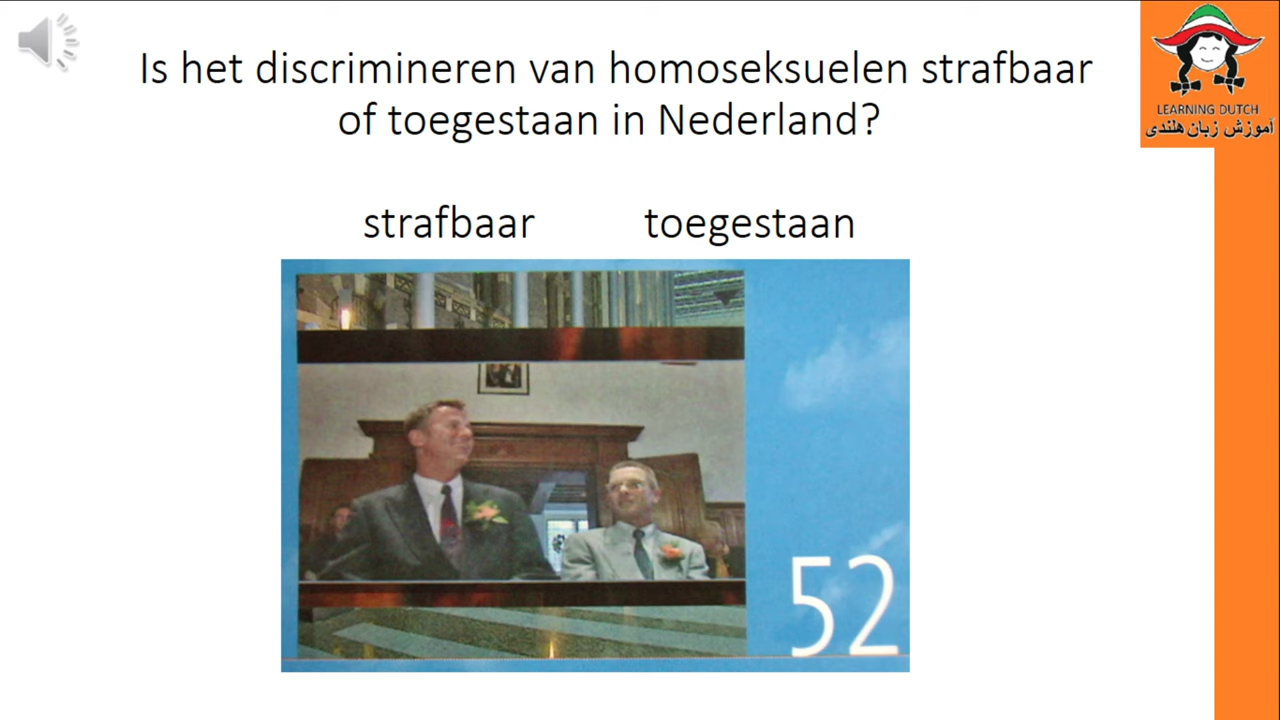 Is het discrimineren van homoseksuelen strafbaar
of toegestaan in Nederland?
LEARNING DUTCH
آموزش زبان هلندی
strafbaar toegestaan
52